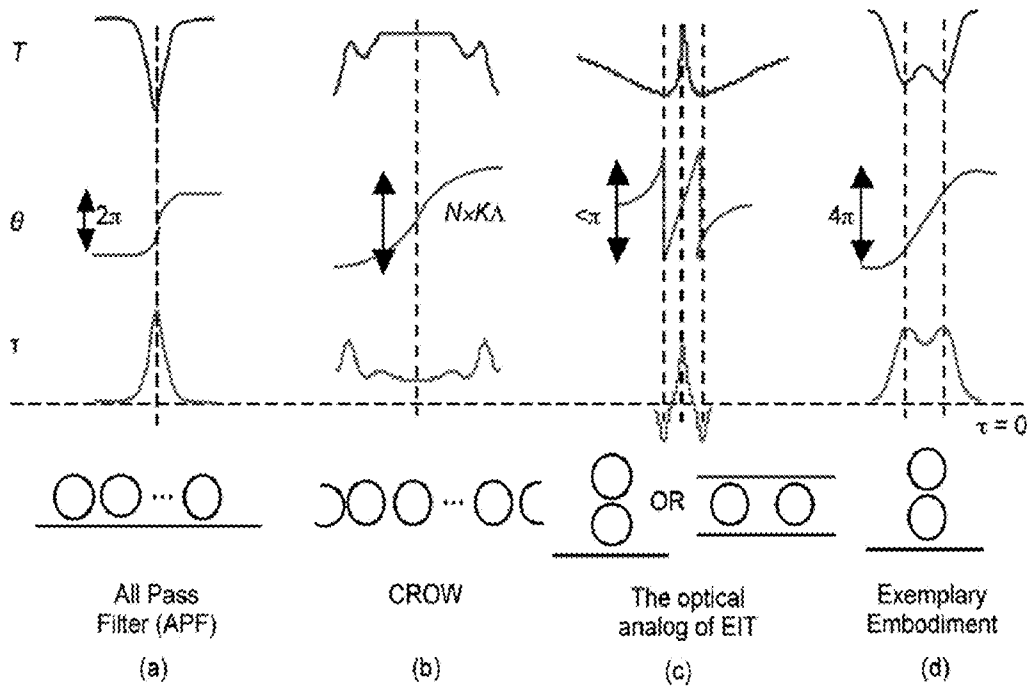 T
θ
2π
N×KΛ
<π
4π
τ
τ = 0
... ... OR
All Pass
Filter (APF)
CROW
The optical
analog of EIT
Exemplary
Embodiment
(a) (b) (c) (d)